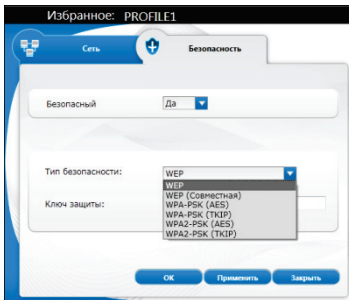 Избранное: PROFILE1
Сеть
Безопасность
Безопасный
Да
Тип безопасности:
WEP
WEP
WEP (Совместная)
WPA-PSK (AES)
WPA-PSK (TKIP)
WPA2-PSK (AES)
WPA2-PSK (TKIP)
Ключ защиты:
ОК
Применить
Закрыть